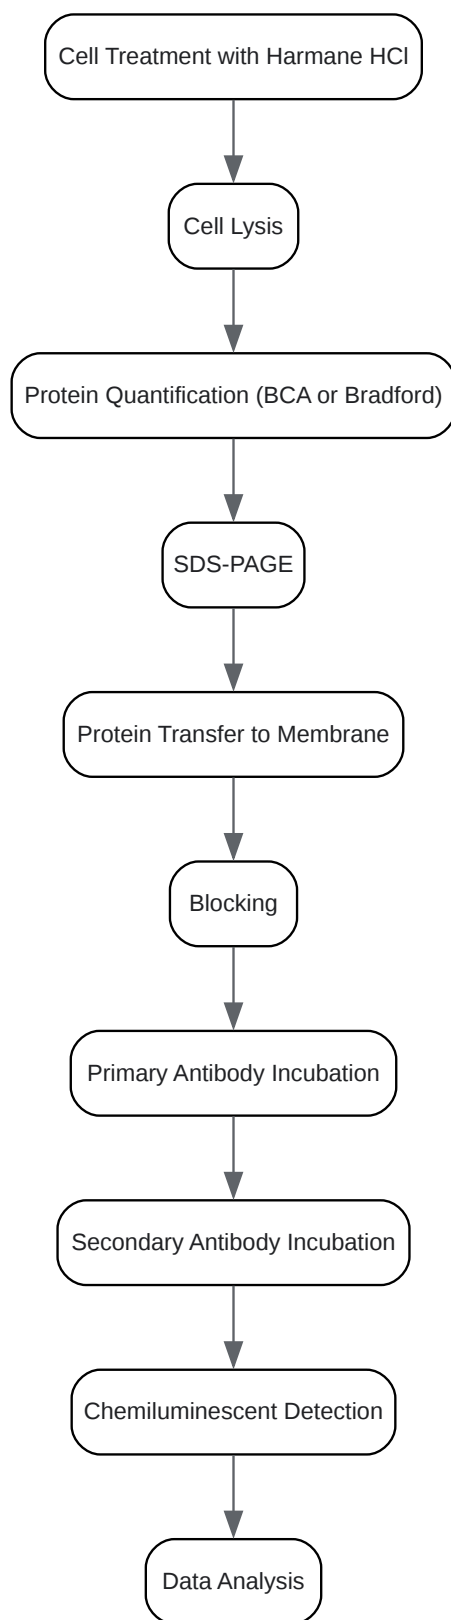 Cell Treatment with Harmane HCl
Cell Lysis
Protein Quantification (BCA or Bradford)
SDS-PAGE
Protein Transfer to Membrane
Blocking
Primary Antibody Incubation
Secondary Antibody Incubation
Chemiluminescent Detection
Data Analysis